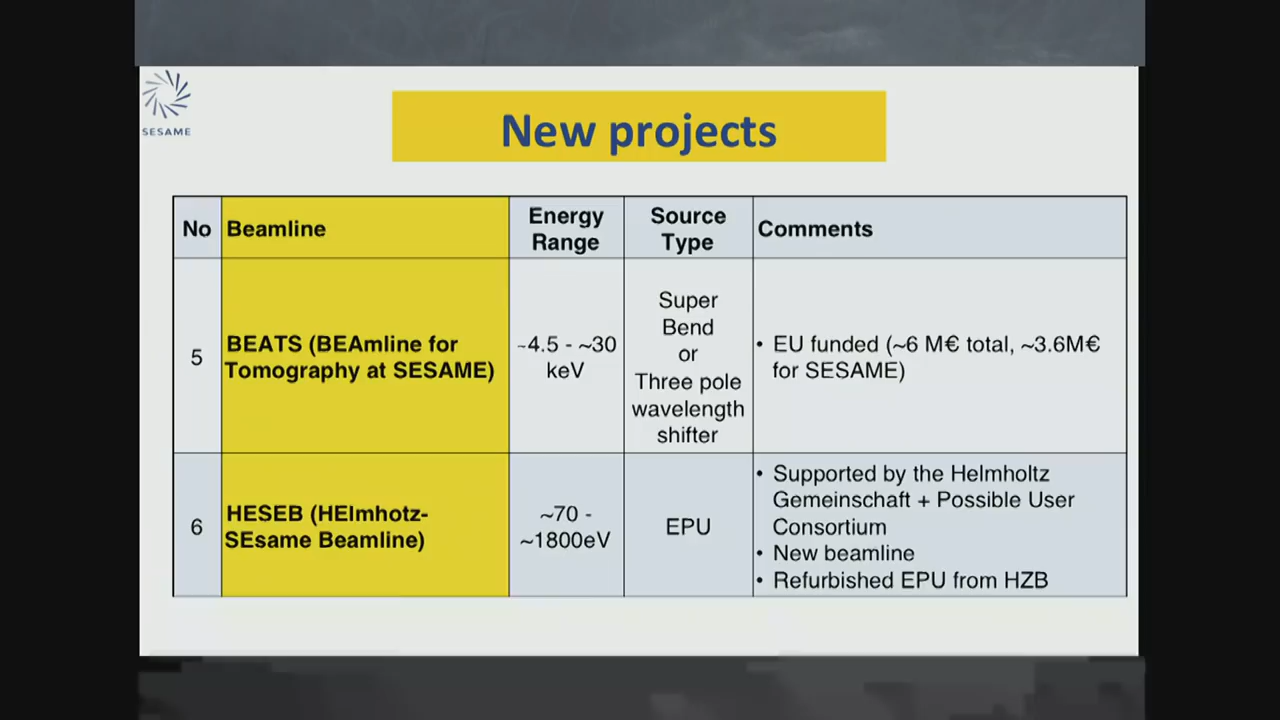 SESAME
New projects
No
Beamline
Energy
Range
Source
Type
Comments
5
BEATS (BEAmline for
Tomography at SESAME)
~4.5 - ~30
keV
Super
Bend
or
Three pole
wavelength
shifter
• EU funded (~6 M€ total, ~3.6M€
for SESAME)
6
HESEB (HElmhotz-
SEsame Beamline)
~70 -
~1800eV
EPU
• Supported by the Helmholtz
Gemeinschaft + Possible User
Consortium
• New beamline
• Refurbished EPU from HZB